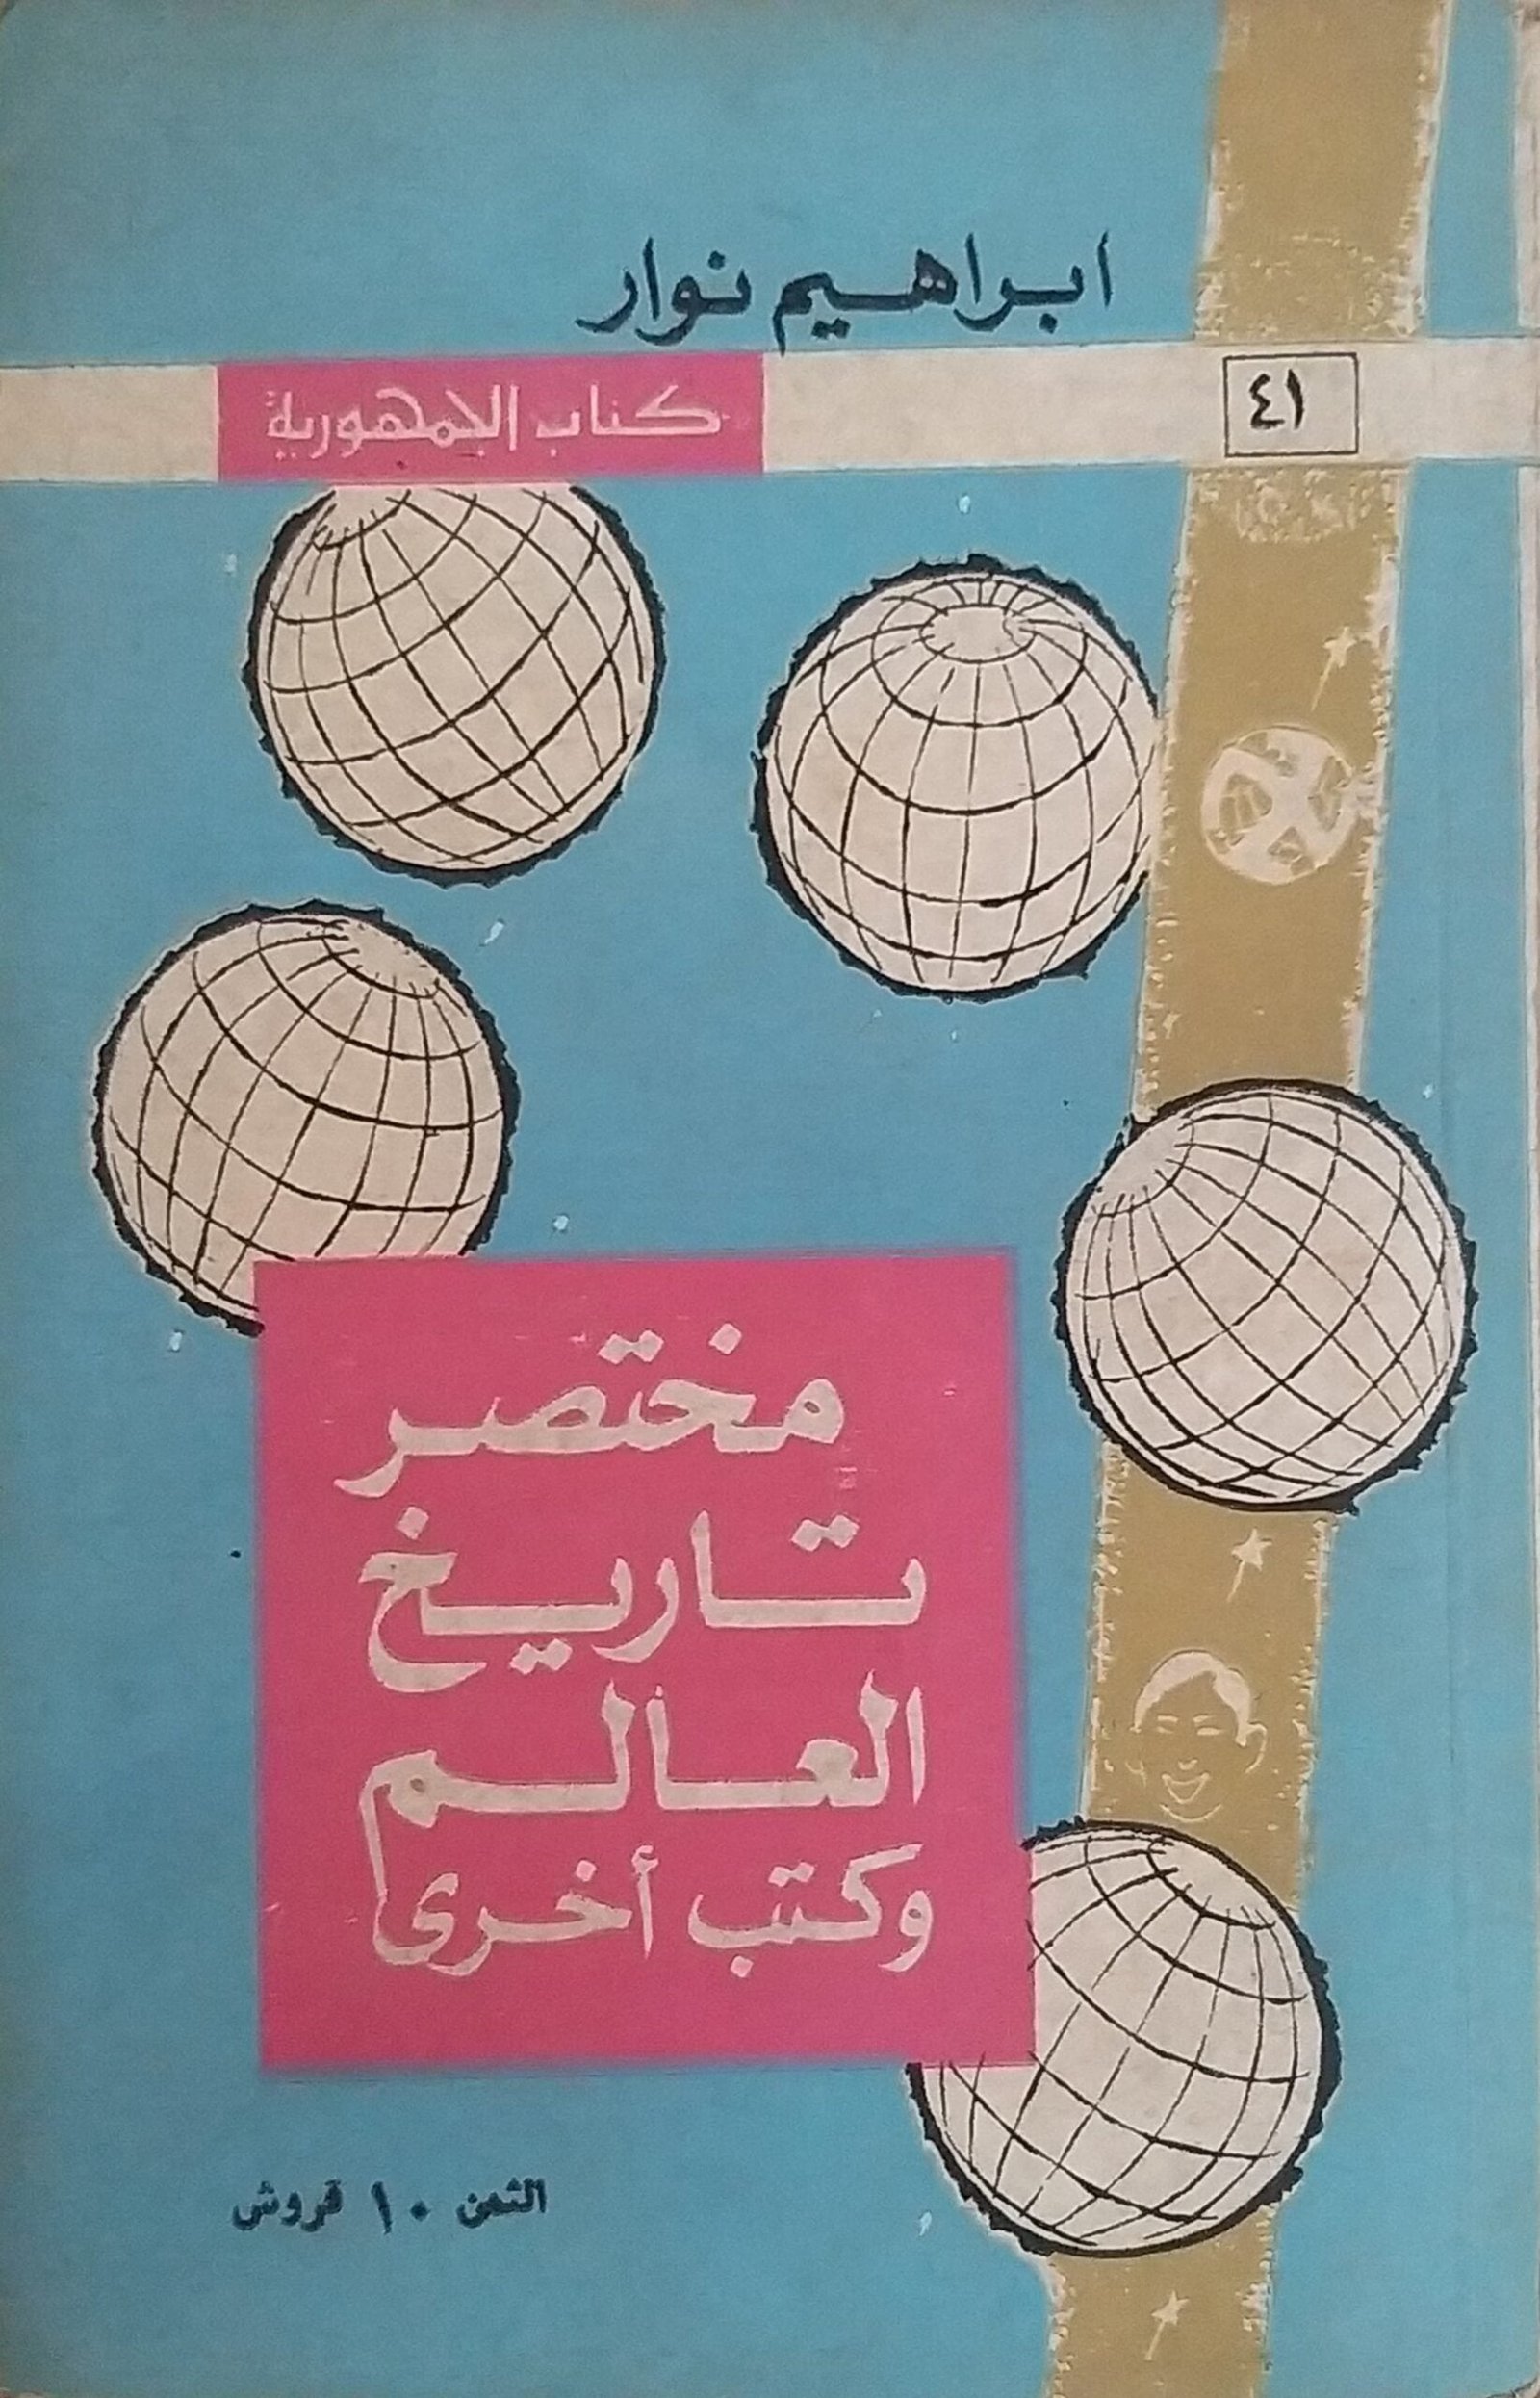 ابراهيم نوار
٤١
كتاب الجمهورية
مختصر
تاريخ
العالم
وكتب أخرى
الثمن ١٠ قروش